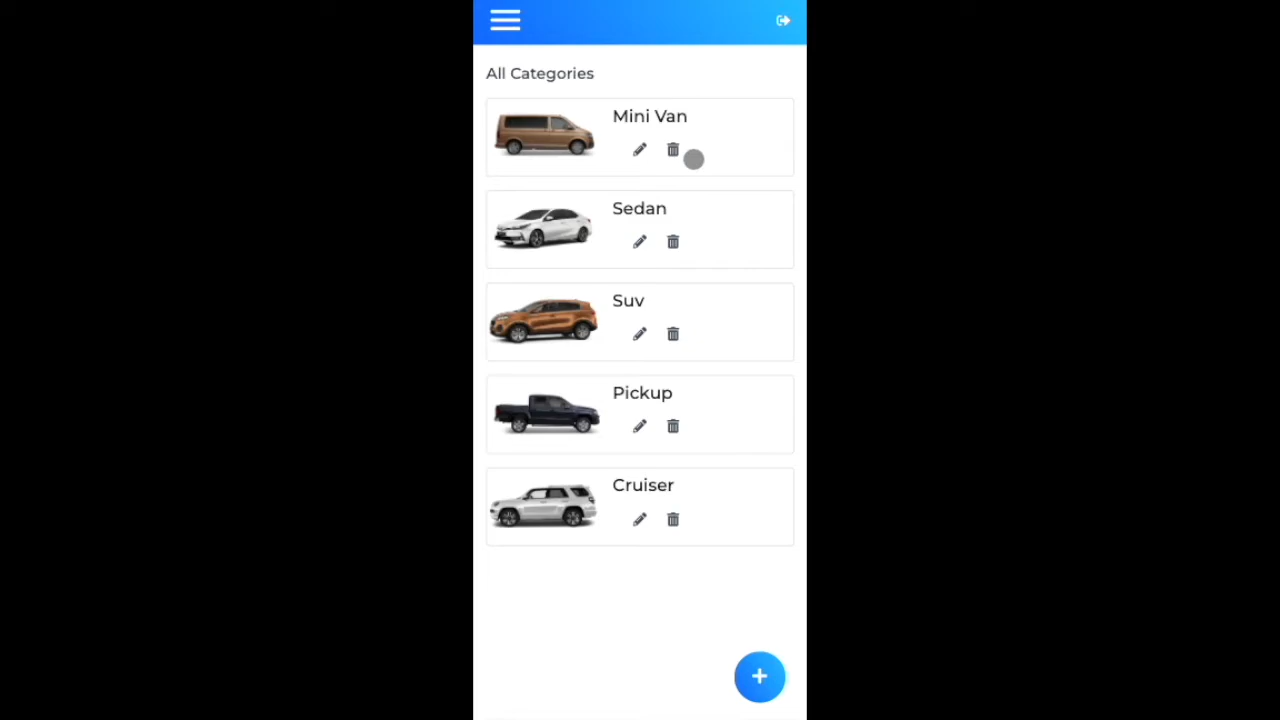 All Categories
Mini Van
Sedan
Suv
Pickup
Cruiser